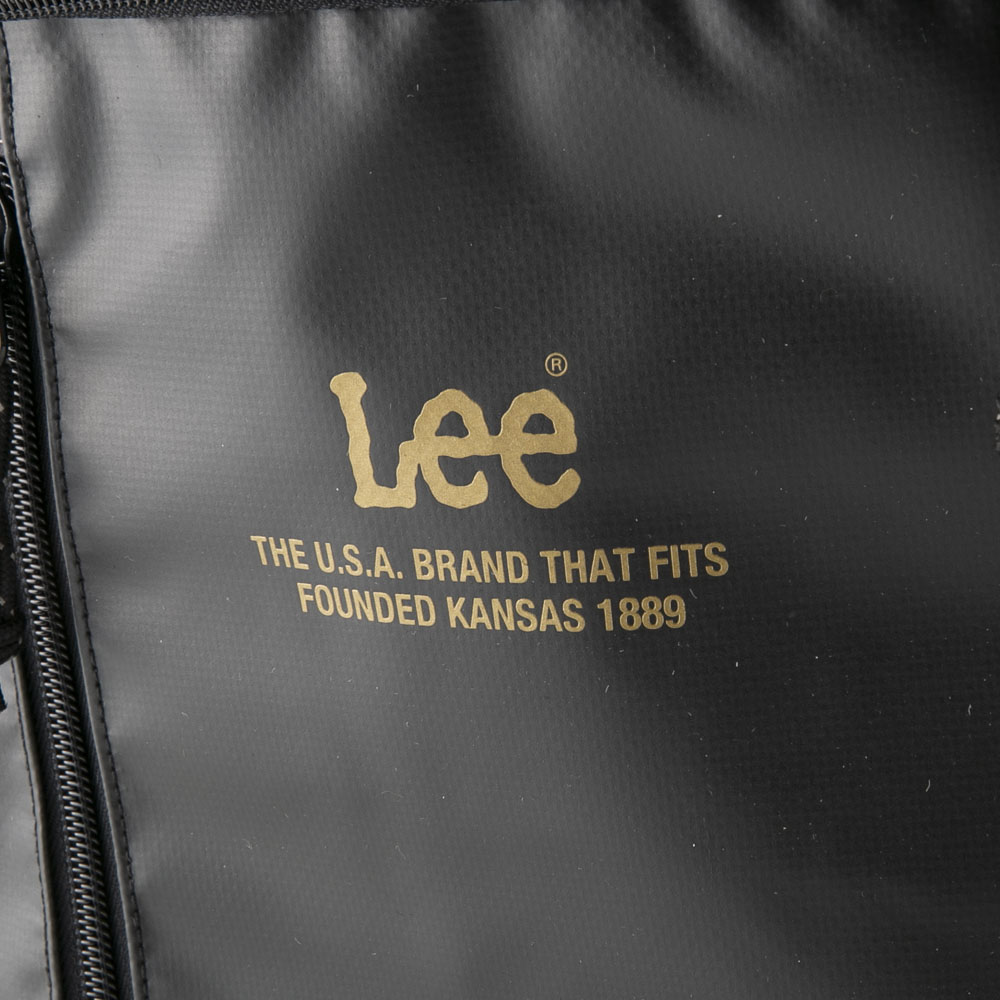 Lee®
THE U.S.A. BRAND THAT FITS
FOUNDED KANSAS 1889